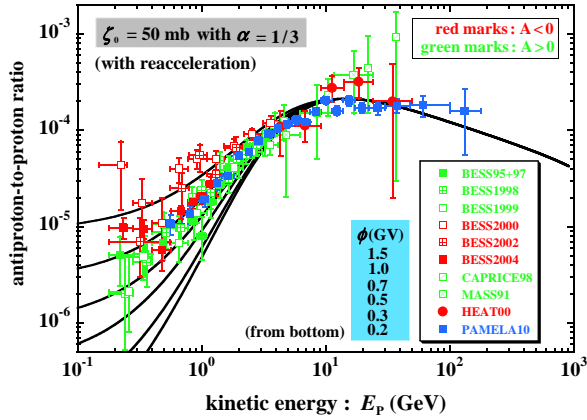 ζ₀ = 50 mb with α = 1/3
(with reacceleration)
red marks : A < 0
green marks : A > 0
antiproton-to-proton ratio
10⁻³
10⁻⁴
10⁻⁵
10⁻⁶
BESS95+97
BESS1998
BESS1999
BESS2000
BESS2002
BESS2004
CAPRICE98
MASS91
HEAT00
PAMELA10
ϕ(GV)
1.5
1.0
0.7
0.5
0.3
0.2
(from bottom)
10⁻¹ 10⁰ 10¹ 10² 10³
kinetic energy : E_P (GeV)